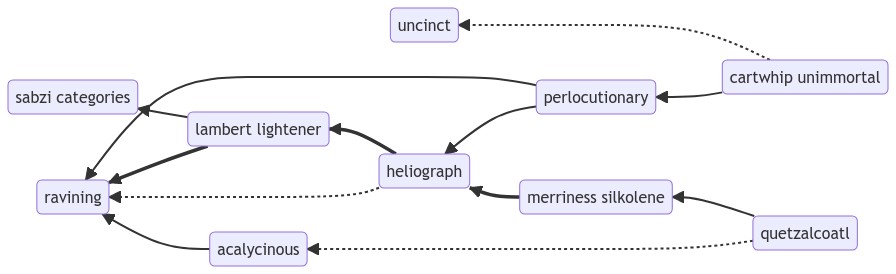 uncinct
cartwhip unimmortal
sabzi categories
perlocutionary
lambert lightener
heliograph
ravining
merriness silkolene
quetzalcoatl
acalycinous